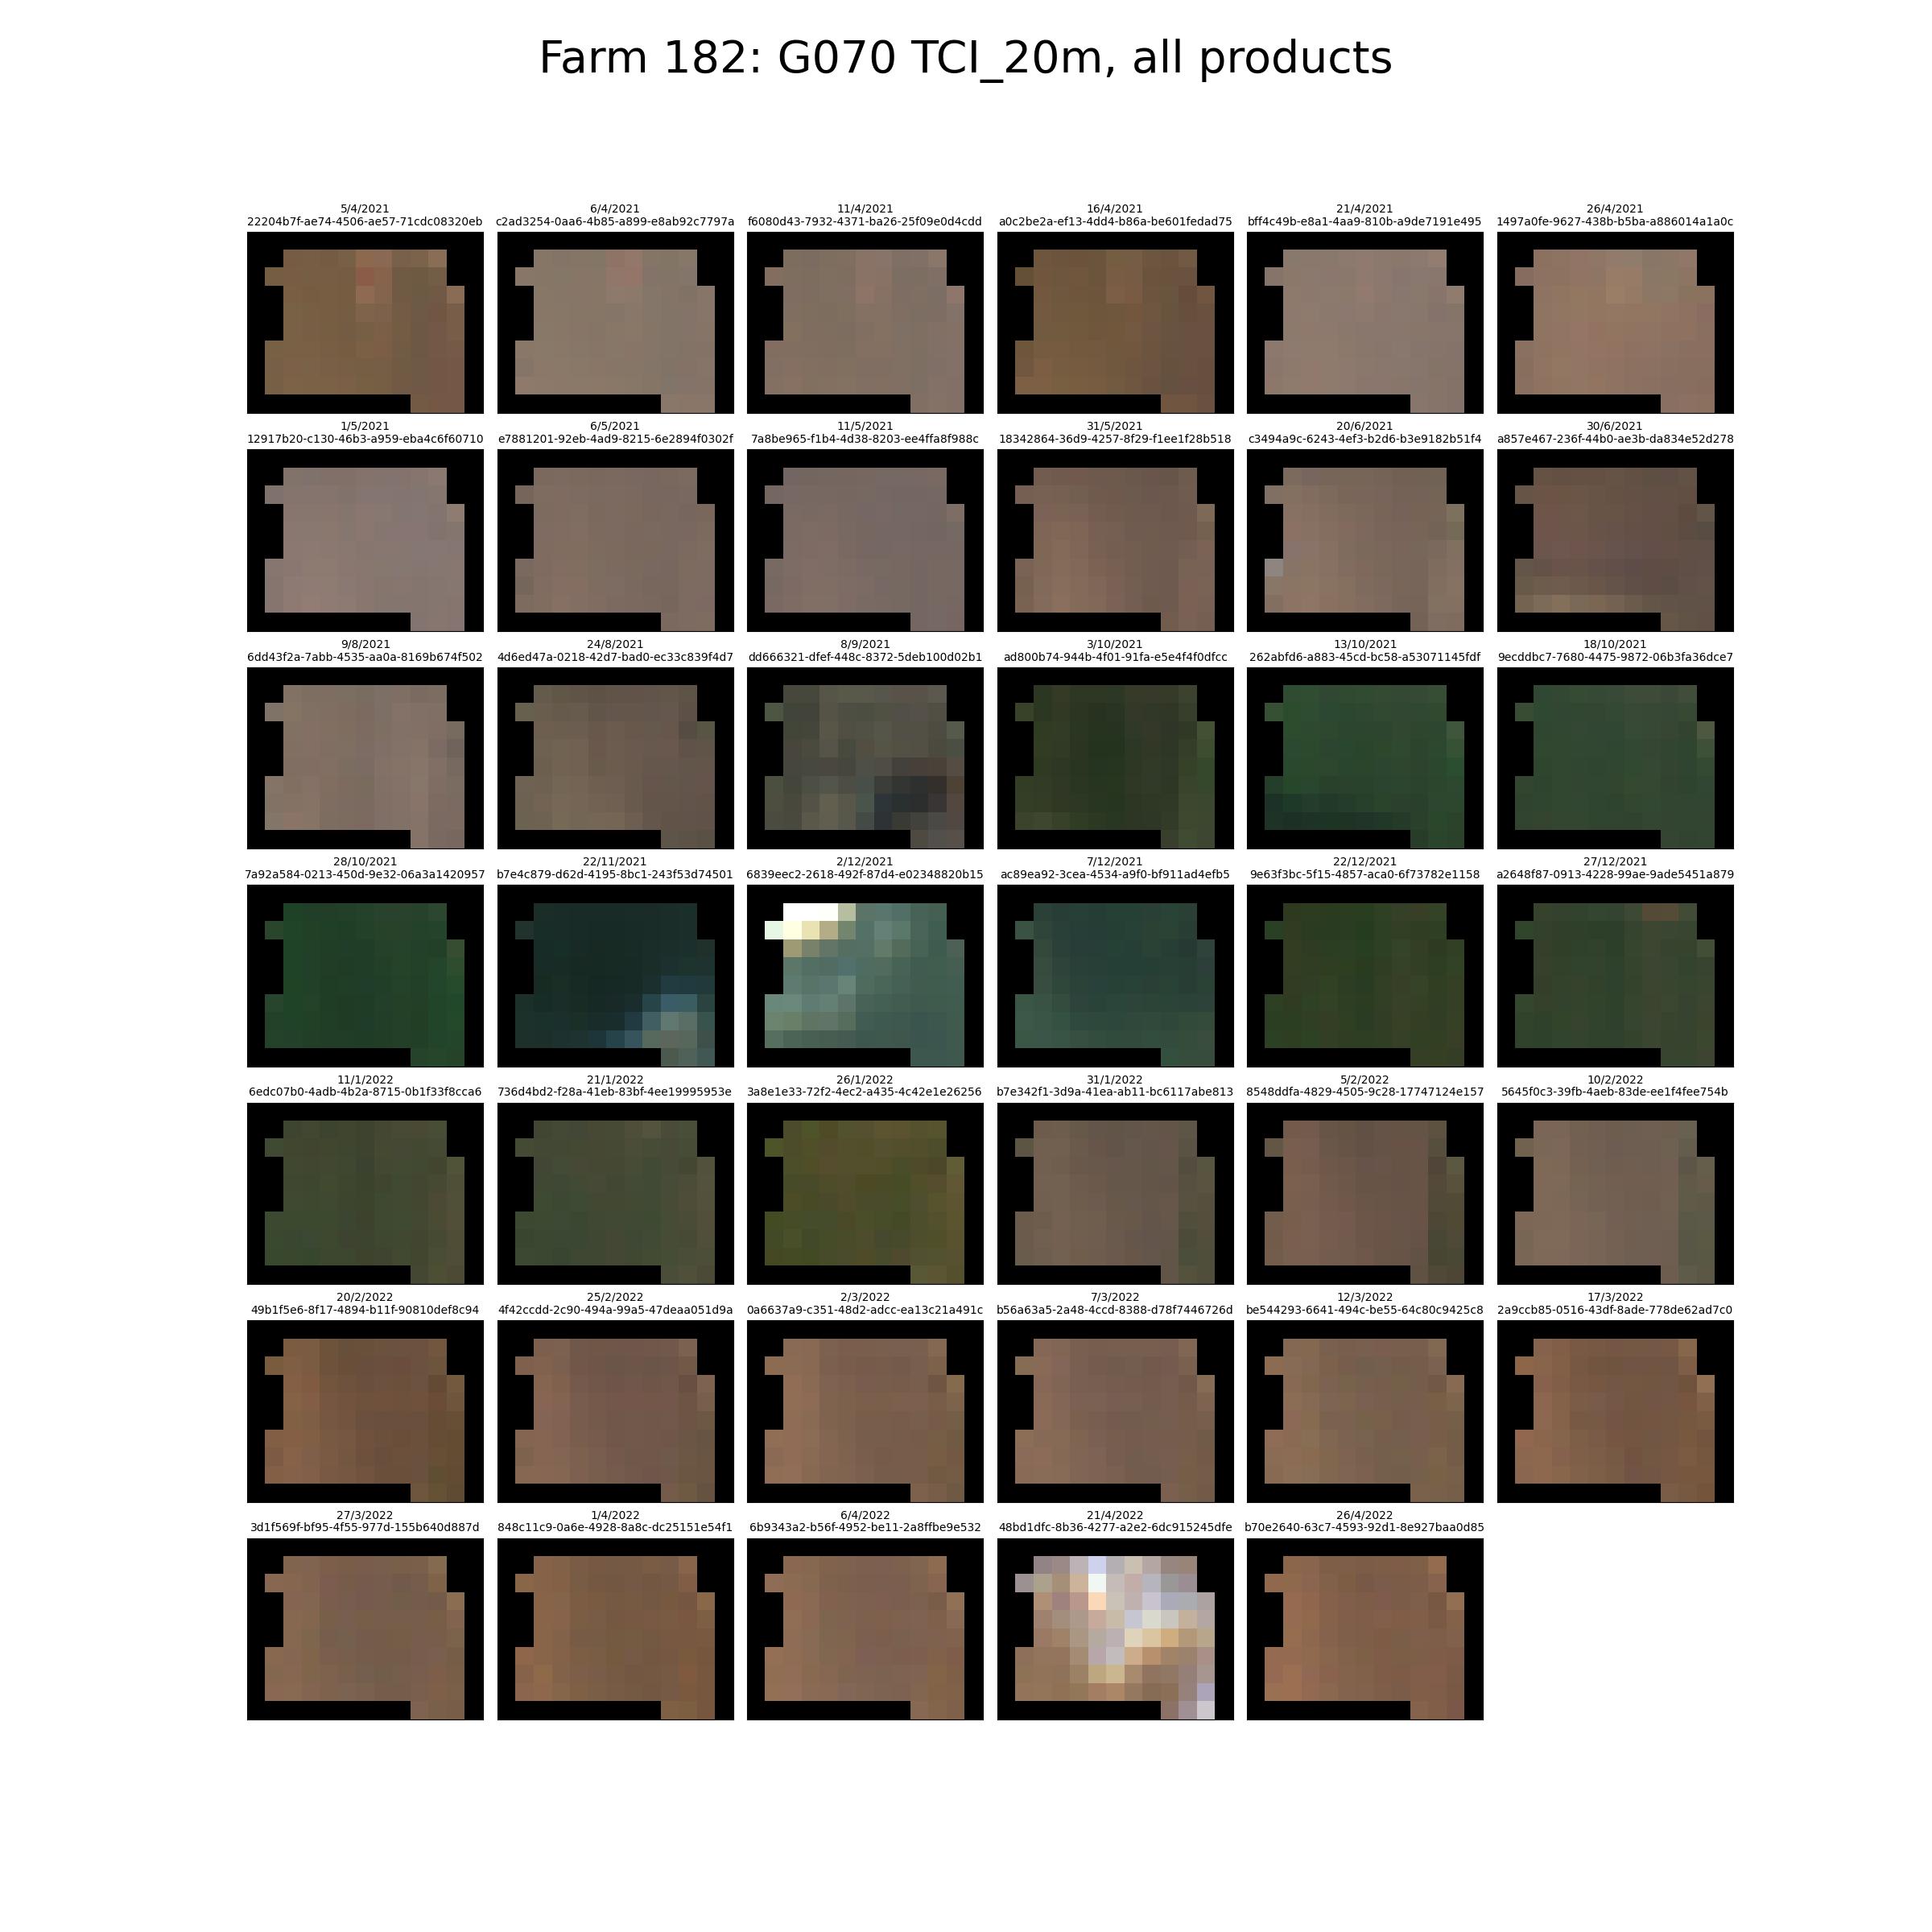 Farm 182: G070 TCI_20m, all products
5/4/2021 6/4/2021 11/4/2021 16/4/2021 21/4/2021 26/4/2021
22204b7f-ae74-4506-ae57-71cdc08320eb c2ad3254-0aa6-4b85-a899-e8ab92c7797a f6080d43-7932-4371-ba26-25f09e0d4cdd a0c2be2a-ef13-4dd4-b86a-be601fedad75 bff4c49b-e8a1-4aa9-810b-a9de7191e495 1497a0fe-9627-438b-b5ba-a886014a1a0c
1/5/2021 6/5/2021 11/5/2021 31/5/2021 20/6/2021 30/6/2021
12917b20-c130-46b3-a959-eba4c6f60710 e7881201-92eb-4ad9-8215-6e2894f0302f 7a8be965-f1b4-4d38-8203-ee4ffa8f988c 18342864-36d9-4257-8f29-f1ee1f28b518 c3494a9c-6243-4ef3-b2d6-b3e9182b51f4 a857e467-236f-44b0-ae3b-da834e52d278
9/8/2021 24/8/2021 8/9/2021 3/10/2021 13/10/2021 18/10/2021
6dd43f2a-7abb-4535-aa0a-8169b674f502 4d6ed47a-0218-42d7-bad0-ec33c839f4d7 dd666321-dfef-448c-8372-5deb100d02b1 ad800b74-944b-4f01-91fa-e5e4f4f0dfcc 262abfd6-a883-45cd-bc58-a53071145fdf 9ecddbc7-7680-4475-9872-06b3fa36dce7
28/10/2021 22/11/2021 2/12/2021 7/12/2021 22/12/2021 27/12/2021
7a92a584-0213-450d-9e32-06a3a1420957 b7e4c879-d62d-4195-8bc1-243f53d74501 6839eec2-2618-492f-87d4-e02348820b15 ac89ea92-3cea-4534-a9f0-bf911ad4efb5 9e63f3bc-5f15-4857-aca0-6f73782e1158 a2648f87-0913-4228-99ae-9ade5451a879
11/1/2022 21/1/2022 26/1/2022 31/1/2022 5/2/2022 10/2/2022
6edc07b0-4adb-4b2a-8715-0b1f33f8cca6 736d4bd2-f28a-41eb-83bf-4ee19995953e 3a8e1e33-72f2-4ec2-a435-4c42e1e26256 b7e342f1-3d9a-41ea-ab11-bc6117abe813 8548ddfa-4829-4505-9c28-17747124e157 5645f0c3-39fb-4aeb-83de-ee1f4fee754b
20/2/2022 25/2/2022 2/3/2022 7/3/2022 12/3/2022 17/3/2022
49b1f5e6-8f17-4894-b11f-90810def8c94 4f42ccdd-2c90-494a-99a5-47deaa051d9a 0a6637a9-c351-48d2-adcc-ea13c21a491c b56a63a5-2a48-4ccd-8388-d78f7446726d be544293-6641-494c-be55-64c80c9425c8 2a9ccb85-0516-43df-8ade-778de62ad7c0
27/3/2022 1/4/2022 6/4/2022 21/4/2022 26/4/2022
3d1f569f-bf95-4f55-977d-155b640d887d 848c11c9-0a6e-4928-8a8c-dc25151e54f1 6b9343a2-b56f-4952-be11-2a8ffbe9e532 48bd1dfc-8b36-4277-a2e2-6dc915245dfe b70e2640-63c7-4593-92d1-8e927baa0d85